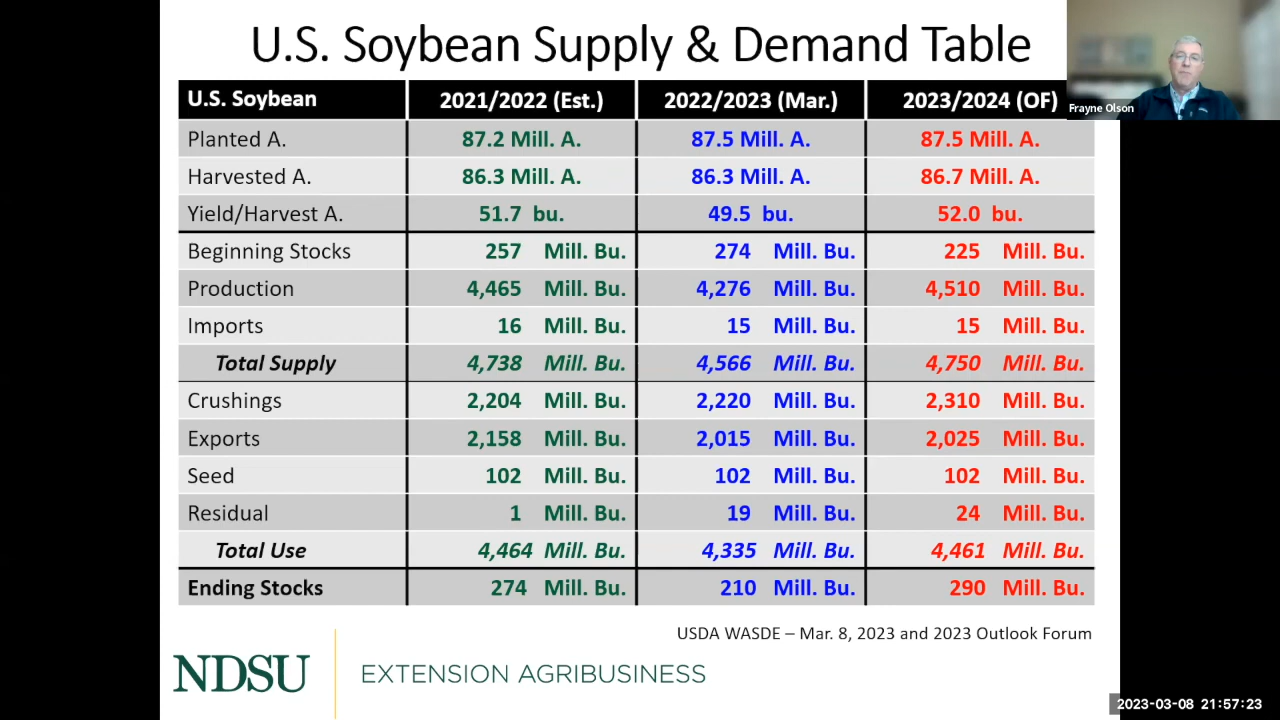 U.S. Soybean Supply & Demand Table
Frayne Olson
U.S. Soybean 2021/2022 (Est.) 2022/2023 (Mar.) 2023/2024 (OF)
Planted A. 87.2 Mill. A. 87.5 Mill. A. 87.5 Mill. A.
Harvested A. 86.3 Mill. A. 86.3 Mill. A. 86.7 Mill. A.
Yield/Harvest A. 51.7 bu. 49.5 bu. 52.0 bu.
Beginning Stocks 257 Mill. Bu. 274 Mill. Bu. 225 Mill. Bu.
Production 4,465 Mill. Bu. 4,276 Mill. Bu. 4,510 Mill. Bu.
Imports 16 Mill. Bu. 15 Mill. Bu. 15 Mill. Bu.
Total Supply 4,738 Mill. Bu. 4,566 Mill. Bu. 4,750 Mill. Bu.
Crushings 2,204 Mill. Bu. 2,220 Mill. Bu. 2,310 Mill. Bu.
Exports 2,158 Mill. Bu. 2,015 Mill. Bu. 2,025 Mill. Bu.
Seed 102 Mill. Bu. 102 Mill. Bu. 102 Mill. Bu.
Residual 1 Mill. Bu. 19 Mill. Bu. 24 Mill. Bu.
Total Use 4,464 Mill. Bu. 4,335 Mill. Bu. 4,461 Mill. Bu.
Ending Stocks 274 Mill. Bu. 210 Mill. Bu. 290 Mill. Bu.
USDA WASDE – Mar. 8, 2023 and 2023 Outlook Forum
NDSU EXTENSION AGRIBUSINESS
2023-03-08 21:57:23